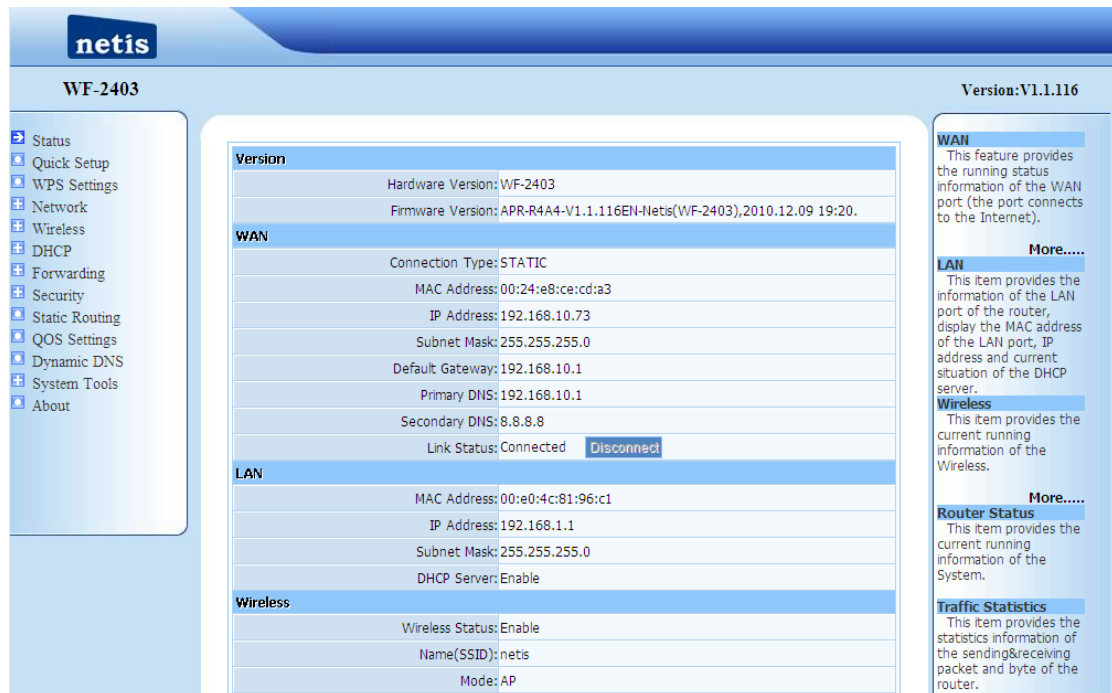 netis
WF-2403
Version:V1.1.116
Status
Quick Setup
WPS Settings
Network
Wireless
DHCP
Forwarding
Security
Static Routing
QOS Settings
Dynamic DNS
System Tools
About
Version
Hardware Version: WF-2403
Firmware Version: APR-R4A4-V1.1.116EN-Netis(WF-2403),2010.12.09 19:20.
WAN
Connection Type: STATIC
MAC Address: 00:24:e8:ce:cd:a3
IP Address: 192.168.10.73
Subnet Mask: 255.255.255.0
Default Gateway: 192.168.10.1
Primary DNS: 192.168.10.1
Secondary DNS: 8.8.8.8
Link Status: Connected Disconnect
LAN
MAC Address: 00:e0:4c:81:96:c1
IP Address: 192.168.1.1
Subnet Mask: 255.255.255.0
DHCP Server: Enable
Wireless
Wireless Status: Enable
Name(SSID): netis
Mode: AP
WAN
This feature provides
the running status
information of the WAN
port (the port connects
to the Internet).
More.....
LAN
This item provides the
information of the LAN
port of the router,
display the MAC address
of the LAN port, IP
address and current
situation of the DHCP
server.
Wireless
This item provides the
current running
information of the
Wireless.
More.....
Router Status
This item provides the
current running
information of the
System.
Traffic Statistics
This item provides the
statistics information of
the sending&receiving
packet and byte of the
router.